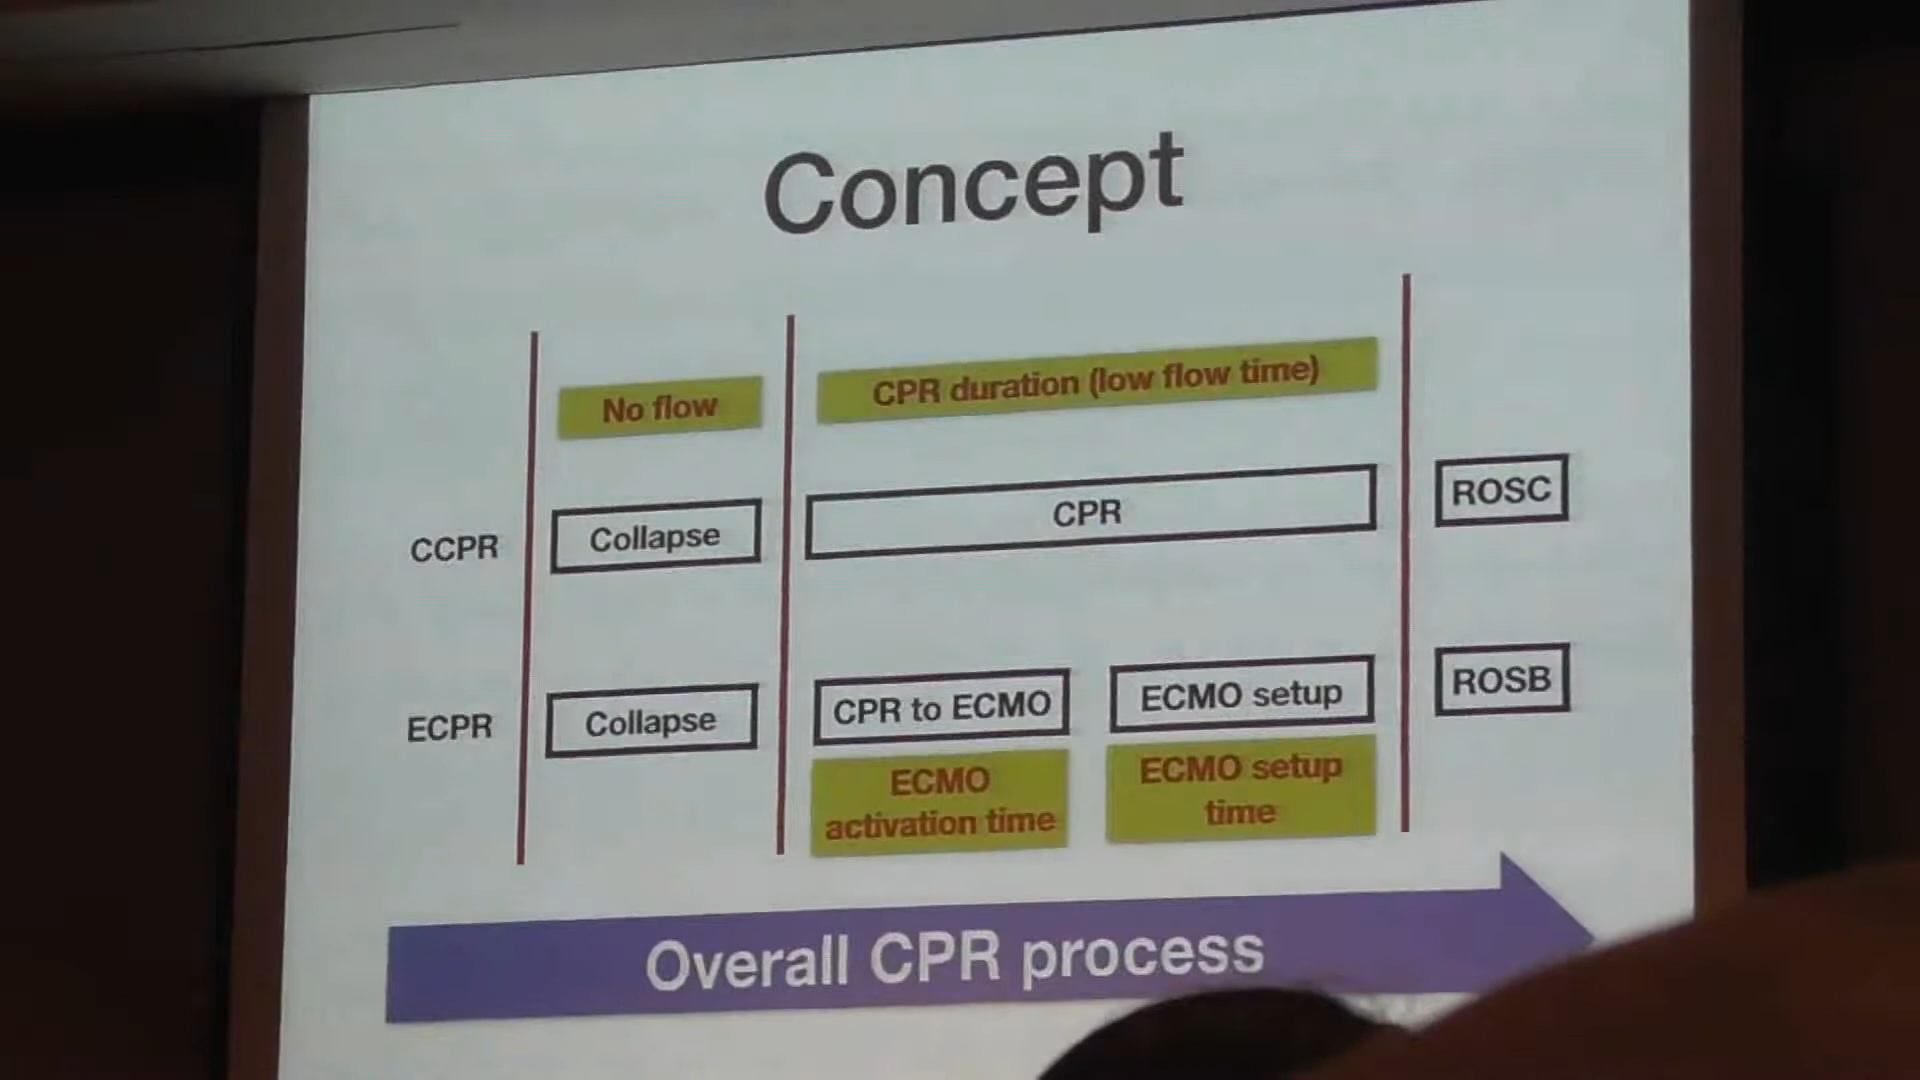 Concept
No flow
CPR duration (low flow time)
CCPR
Collapse
CPR
ROSC
ECPR
Collapse
CPR to ECMO
ECMO setup
ROSB
ECMO
activation time
ECMO setup
time
Overall CPR process